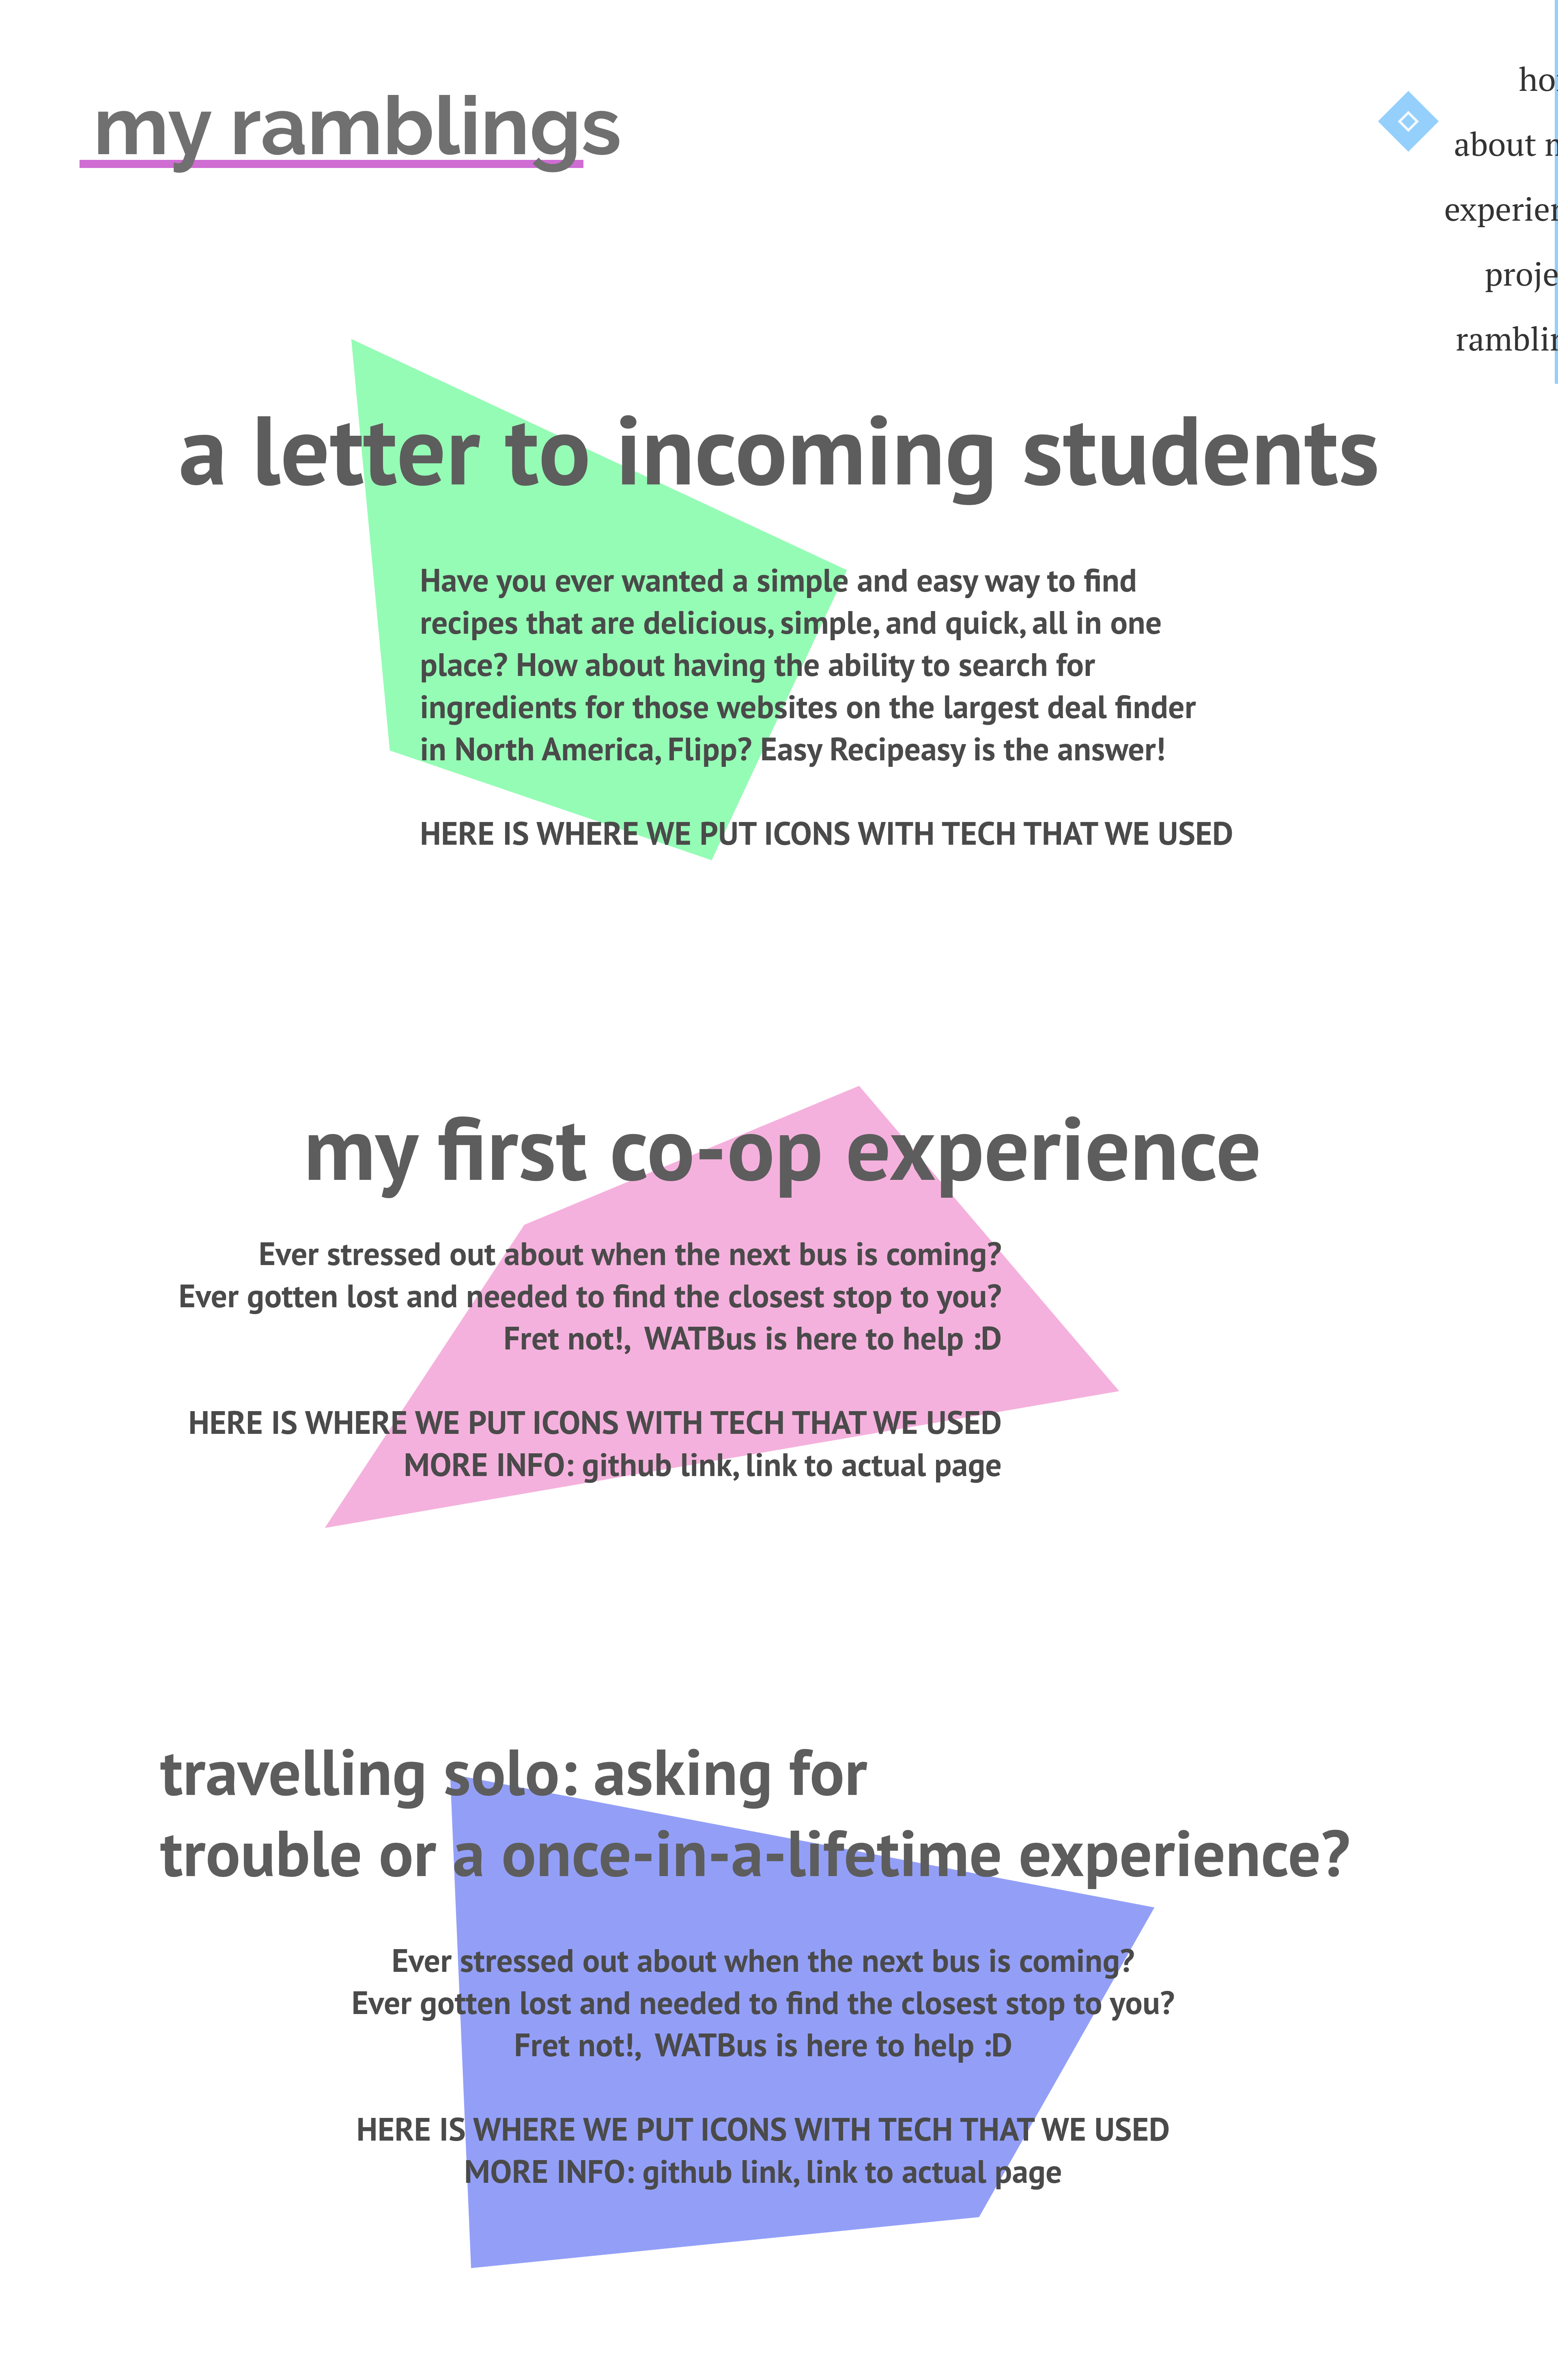 my ramblings
ho
about
experien
proje
ramblin
a letter to incoming students
Have you ever wanted a simple and easy way to find
recipes that are delicious, simple, and quick, all in one
place? How about having the ability to search for
ingredients for those websites on the largest deal finder
in North America, Flipp? Easy Recipeasy is the answer!
HERE IS WHERE WE PUT ICONS WITH TECH THAT WE USED
my first co-op experience
Ever stressed out about when the next bus is coming?
Ever gotten lost and needed to find the closest stop to you?
Fret not!,  WATBus is here to help :D
HERE IS WHERE WE PUT ICONS WITH TECH THAT WE USED
MORE INFO: github link, link to actual page
travelling solo: asking for
trouble or a once-in-a-lifetime experience?
Ever stressed out about when the next bus is coming?
Ever gotten lost and needed to find the closest stop to you?
Fret not!,  WATBus is here to help :D
HERE IS WHERE WE PUT ICONS WITH TECH THAT WE USED
MORE INFO: github link, link to actual page